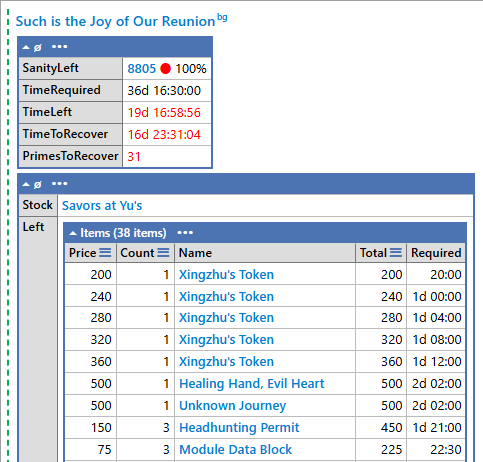 Such is the Joy of Our Reunion bg
ø •••
SanityLeft 8805 100%
TimeRequired 36d 16:30:00
TimeLeft 19d 16:58:56
TimeToRecover 16d 23:31:04
PrimesToRecover 31
ø •••
Stock Savors at Yu's
Left Items (38 items) •••
Price Count Name Total Required
200 1 Xingzhu's Token 200 20:00
240 1 Xingzhu's Token 240 1d 00:00
280 1 Xingzhu's Token 280 1d 04:00
320 1 Xingzhu's Token 320 1d 08:00
360 1 Xingzhu's Token 360 1d 12:00
500 1 Healing Hand, Evil Heart 500 2d 02:00
500 1 Unknown Journey 500 2d 02:00
150 3 Headhunting Permit 450 1d 21:00
75 3 Module Data Block 225 22:30